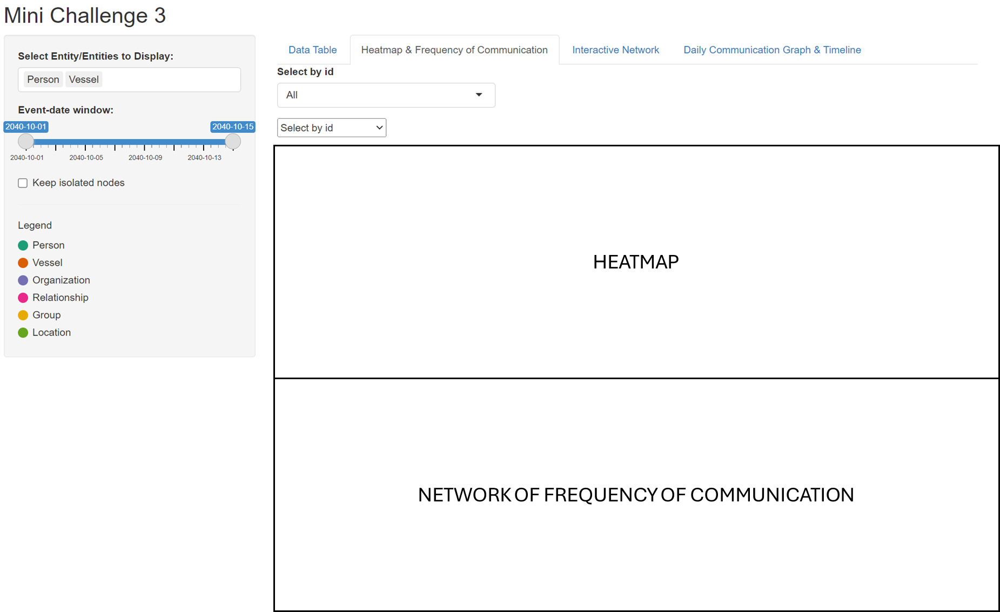 Mini Challenge 3
Select Entity/Entities to Display:
Person Vessel
Event-date window:
2040-10-01 2040-10-15
2040-10-01 2040-10-05 2040-10-09 2040-10-13
Keep isolated nodes
Legend
Person
Vessel
Organization
Relationship
Group
Location
Data Table Heatmap & Frequency of Communication Interactive Network Daily Communication Graph & Timeline
Select by id
All
Select by id
HEATMAP
NETWORK OF FREQUENCY OF COMMUNICATION